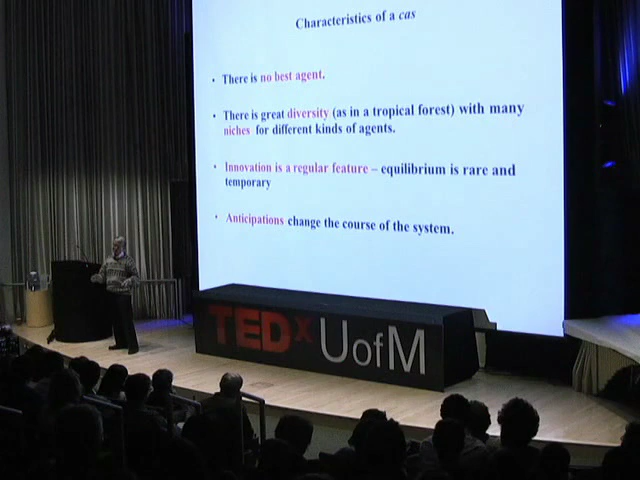 Characteristics of a cas
• There is no best agent.
• There is great diversity (as in a tropical forest) with many
niches for different kinds of agents.
• Innovation is a regular feature – equilibrium is rare and
temporary
• Anticipations change the course of the system.
TEDx UofM